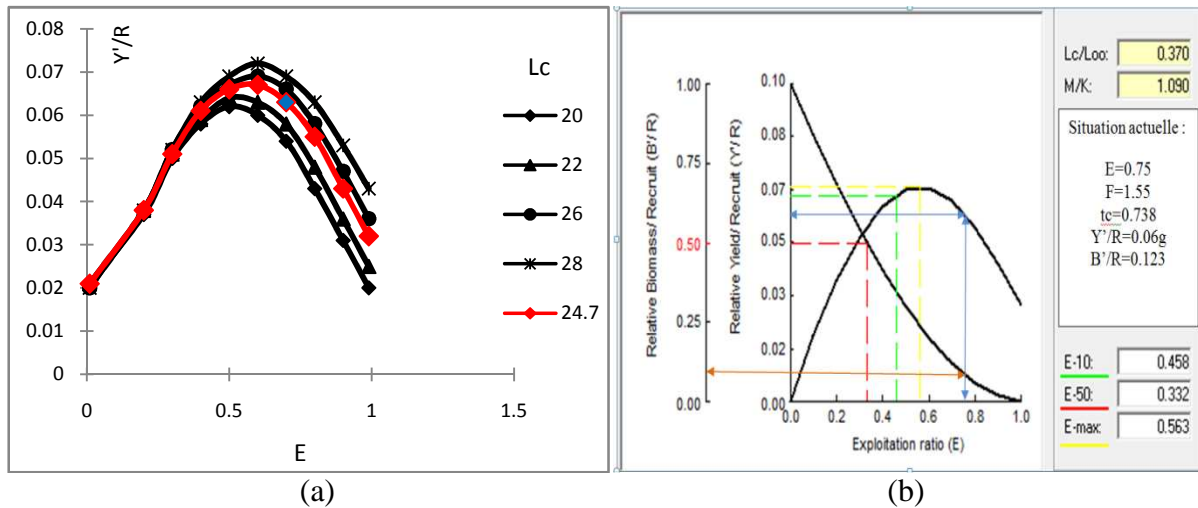 0.08
0.07
0.06
0.05
0.04
0.03
0.02
0.01
0
Y'/R
0
0.5
1
1.5
E
Lc
20
22
26
28
24.7
(a)
Relative Biomass/ Recruit (B'/ R)
1.00
0.75
0.50
0.25
0.00
Relative Yield/ Recruit (Y'/R)
0.10
0.08
0.07
0.05
0.03
0.02
0.00
0.0
0.2
0.4
0.6
0.8
1.0
Exploitation ratio (E)
Lc/Loo: 0.370
M/K: 1.090
Situation actuelle :
E=0.75
F=1.55
tc=0.738
Y'/R=0.06g
B'/R=0.123
E-10: 0.458
E-50: 0.332
E-max: 0.563
(b)